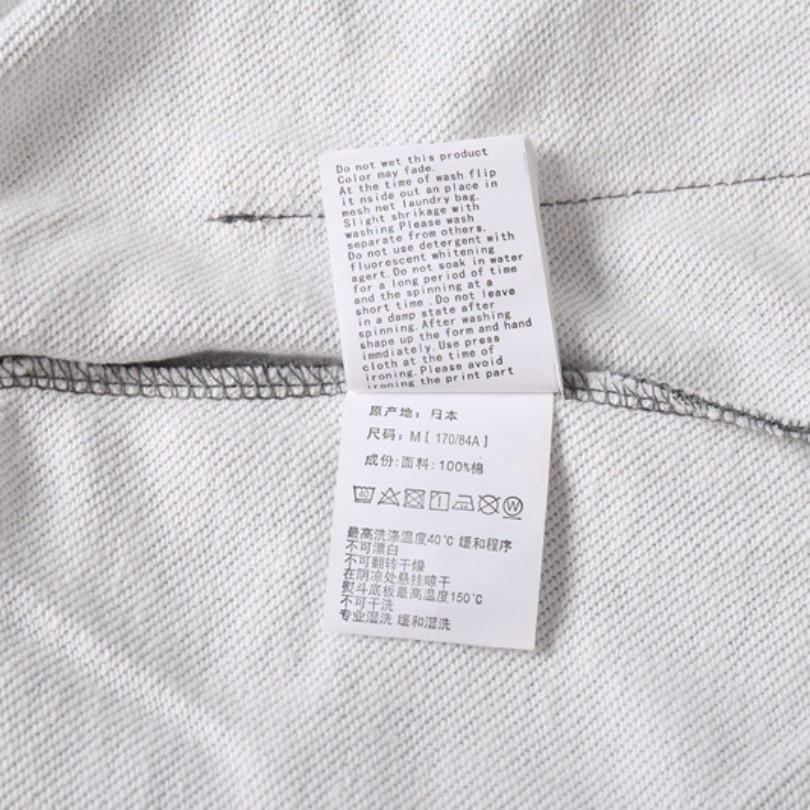 Do not wet this product
Color may fade.
At the time of wash flip
it nside out an place in
mesh net laundry bag.
Slight shrikage with
washing Please wash
separate from others.
Do not use detergent with
fluorescent whitening
agert. Do not soak in water
for a long period of time
and the spinning at a
short time . Do not leave
in a damp state after
spinning. After washing
shape up the form and hand
immdiately. Use press
cloth at the time of
ironing. Please avoid
ironing the print part
原产地: 日本
尺码: M [ 170/84A ]
成份: 面料: 100%棉
40 W
最高洗涤温度40℃ 缓和程序
不可漂白
不可翻转干燥
在阴凉处悬挂晾干
熨斗底板最高温度150℃
不可干洗
专业湿洗 缓和湿洗